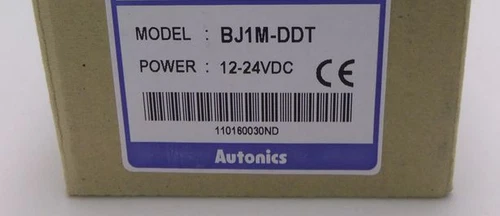 MODEL : BJ1M-DDT
POWER : 12-24VDC CE
110160030ND
Autonics